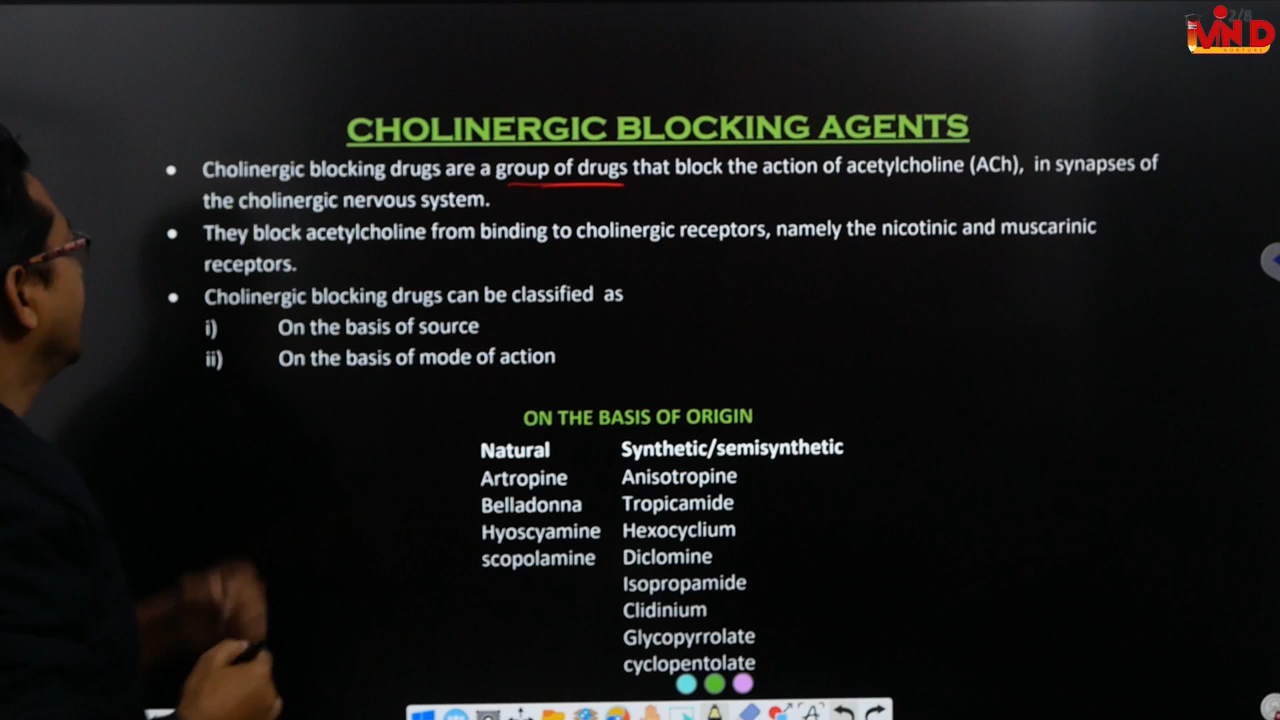 2/8
MIND
NURTURE
CHOLINERGIC BLOCKING AGENTS
• Cholinergic blocking drugs are a group of drugs that block the action of acetylcholine (ACh), in synapses of
the cholinergic nervous system.
• They block acetylcholine from binding to cholinergic receptors, namely the nicotinic and muscarinic
receptors.
• Cholinergic blocking drugs can be classified as
i) On the basis of source
ii) On the basis of mode of action
ON THE BASIS OF ORIGIN
Natural Synthetic/semisynthetic
Artropine Anisotropine
Belladonna Tropicamide
Hyoscyamine Hexocyclium
scopolamine Diclomine
Isopropamide
Clidinium
Glycopyrrolate
cyclopentolate